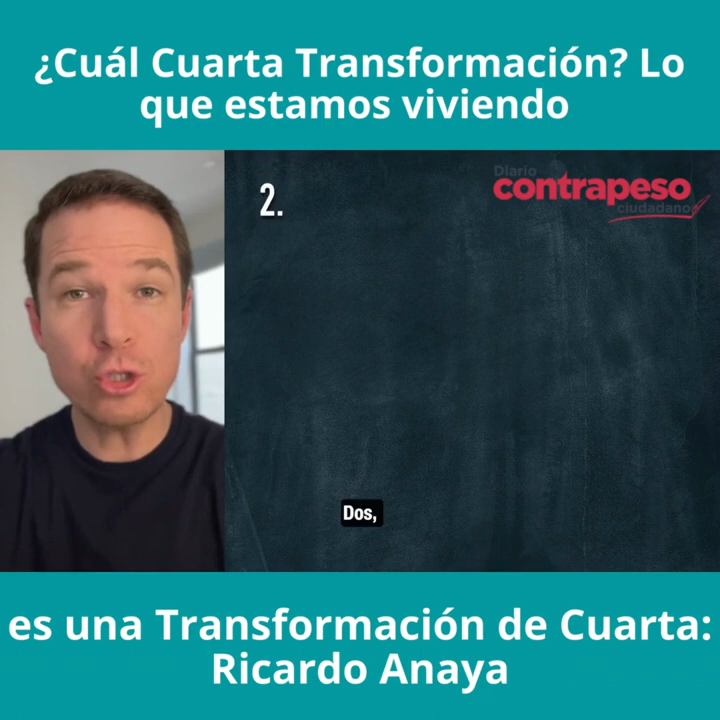 ¿Cuál Cuarta Transformación? Lo
que estamos viviendo
2.
Diario
contrapeso
ciudadano
Dos,
es una Transformación de Cuarta:
Ricardo Anaya